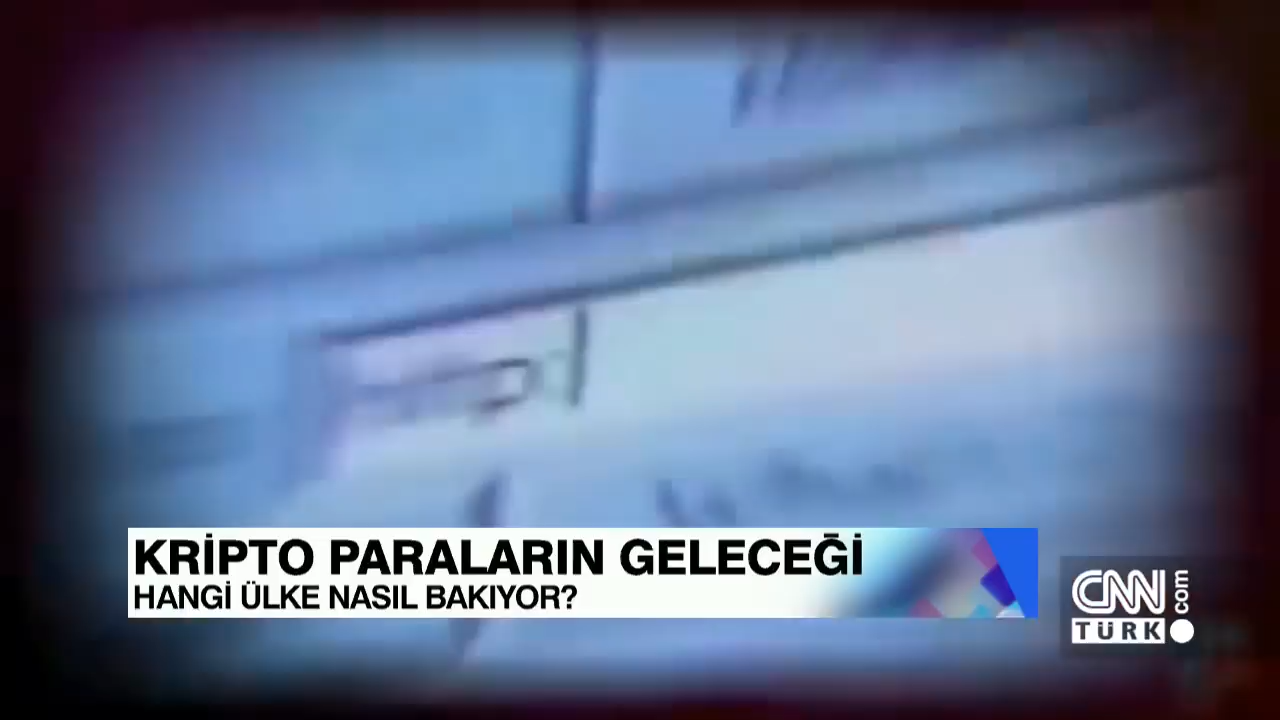 KRİPTO PARALARIN GELECEĞİ
HANGİ ÜLKE NASIL BAKIYOR?
CNN
TÜRK
.com